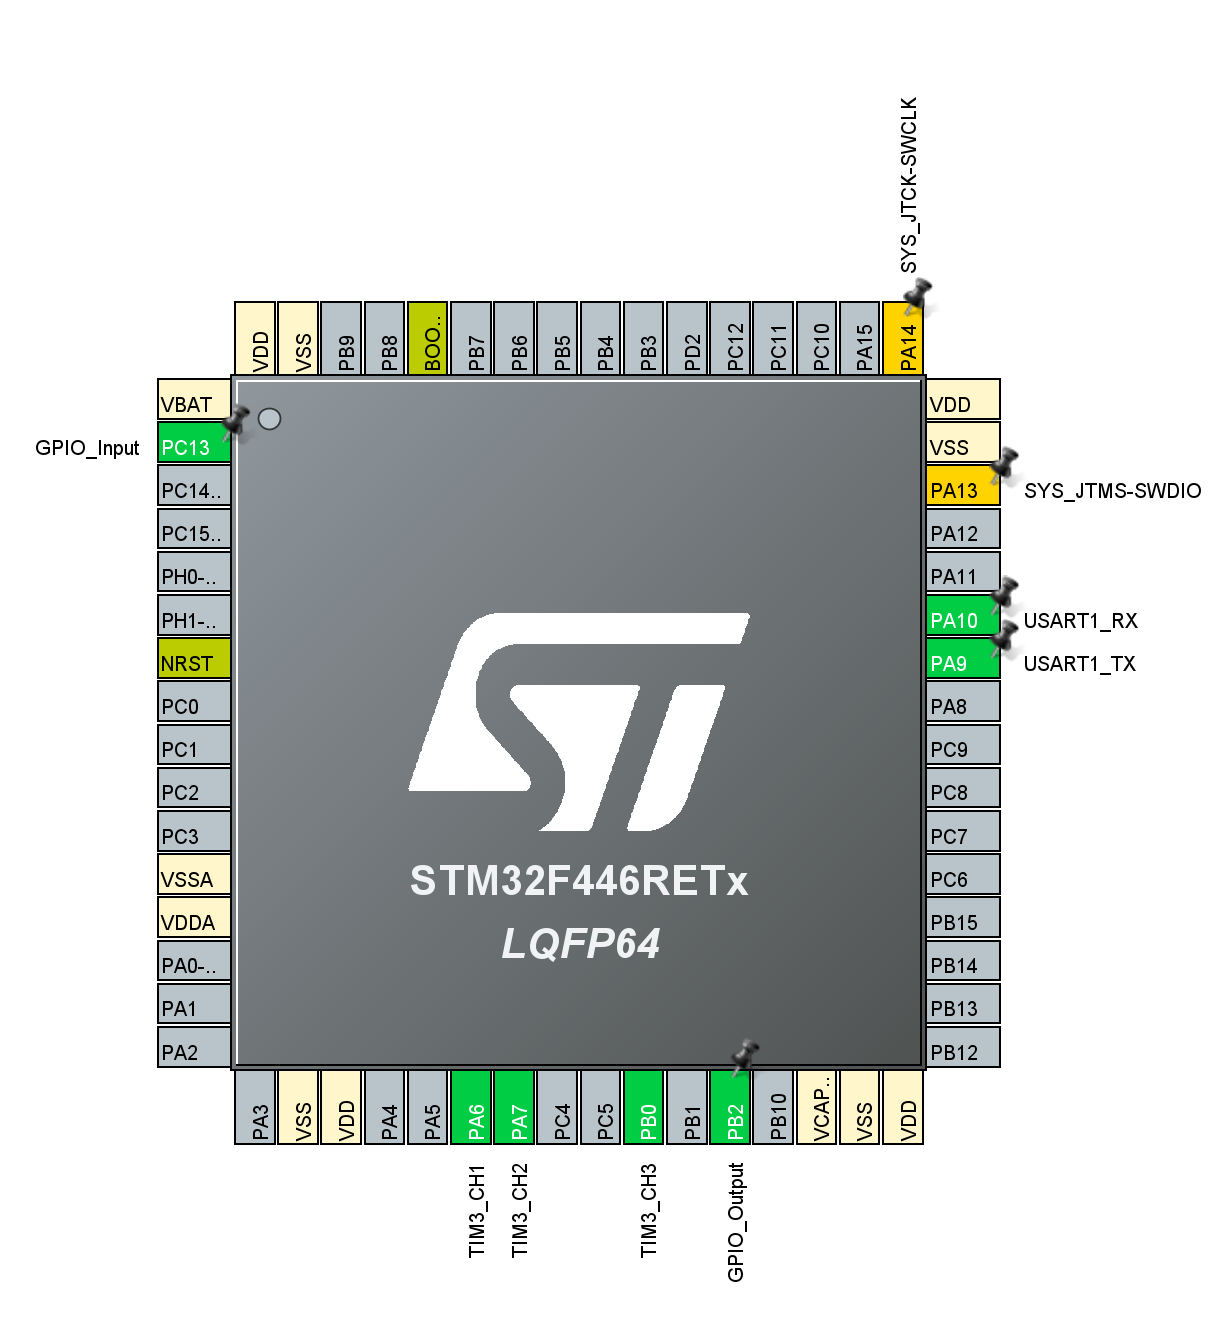 SYS_JTCK-SWCLK
VDD
VSS
PB9
PB8
BOO..
PB7
PB6
PB5
PB4
PB3
PD2
PC12
PC11
PC10
PA15
PA14
VBAT
GPIO_Input
PC13
PC14..
PC15..
PH0-..
PH1-..
NRST
PC0
PC1
PC2
PC3
VSSA
VDDA
PA0-..
PA1
PA2
VDD
VSS
PA13
SYS_JTMS-SWDIO
PA12
PA11
PA10
USART1_RX
PA9
USART1_TX
PA8
PC9
PC8
PC7
PC6
PB15
PB14
PB13
PB12
ST
STM32F446RETx
LQFP64
PA3
VSS
VDD
PA4
PA5
PA6
PA7
PC4
PC5
PB0
PB1
PB2
PB10
VCAP..
VSS
VDD
TIM3_CH1
TIM3_CH2
TIM3_CH3
GPIO_Output